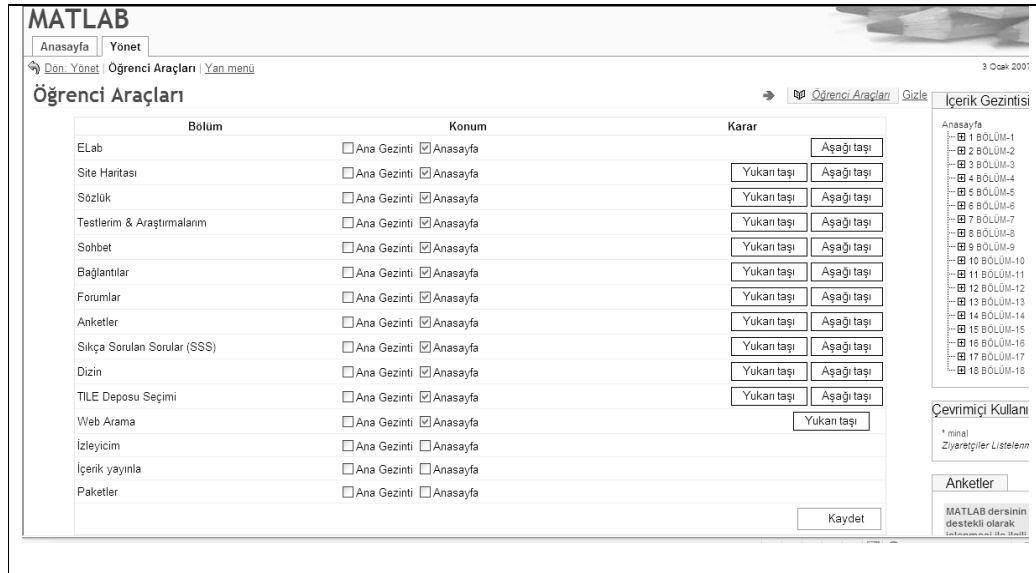 MATLAB
Anasayfa Yönet
Dön: Yönet | Öğrenci Araçları | Yan menü
3 Ocak 2007
Öğrenci Araçları
Öğrenci Araçları Gizle
Bölüm Konum Karar
ELab Ana Gezinti Anasayfa Aşağı taşı
Site Haritası Ana Gezinti Anasayfa Yukarı taşı Aşağı taşı
Sözlük Ana Gezinti Anasayfa Yukarı taşı Aşağı taşı
Testlerim & Araştırmalarım Ana Gezinti Anasayfa Yukarı taşı Aşağı taşı
Sohbet Ana Gezinti Anasayfa Yukarı taşı Aşağı taşı
Bağlantılar Ana Gezinti Anasayfa Yukarı taşı Aşağı taşı
Forumlar Ana Gezinti Anasayfa Yukarı taşı Aşağı taşı
Anketler Ana Gezinti Anasayfa Yukarı taşı Aşağı taşı
Sıkça Sorulan Sorular (SSS) Ana Gezinti Anasayfa Yukarı taşı Aşağı taşı
Dizin Ana Gezinti Anasayfa Yukarı taşı Aşağı taşı
TILE Deposu Seçimi Ana Gezinti Anasayfa Yukarı taşı Aşağı taşı
Web Arama Ana Gezinti Anasayfa Yukarı taşı
İzleyicim Ana Gezinti Anasayfa
İçerik yayınla Ana Gezinti Anasayfa
Paketler Ana Gezinti Anasayfa
Kaydet
İçerik Gezintisi
Anasayfa
1 BÖLÜM-1
2 BÖLÜM-2
3 BÖLÜM-3
4 BÖLÜM-4
5 BÖLÜM-5
6 BÖLÜM-6
7 BÖLÜM-7
8 BÖLÜM-8
9 BÖLÜM-9
10 BÖLÜM-10
11 BÖLÜM-11
12 BÖLÜM-12
13 BÖLÜM-13
14 BÖLÜM-14
15 BÖLÜM-15
16 BÖLÜM-16
17 BÖLÜM-17
18 BÖLÜM-18
Çevrimiçi Kullanı
* minal
Ziyaretçiler Listelenm
Anketler
MATLAB dersinin
destekli olarak